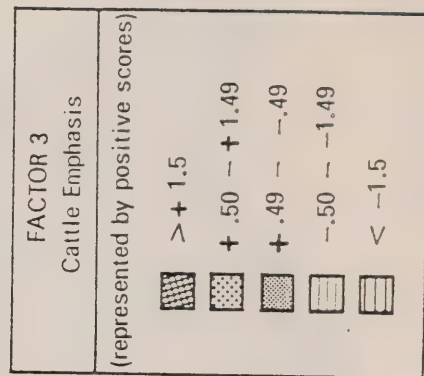 FACTOR 3
Cattle Emphasis
(represented by positive scores)
>+ 1.5
+ .50 – + 1.49
+ .49 – –.49
–.50 – –1.49
< –1.5